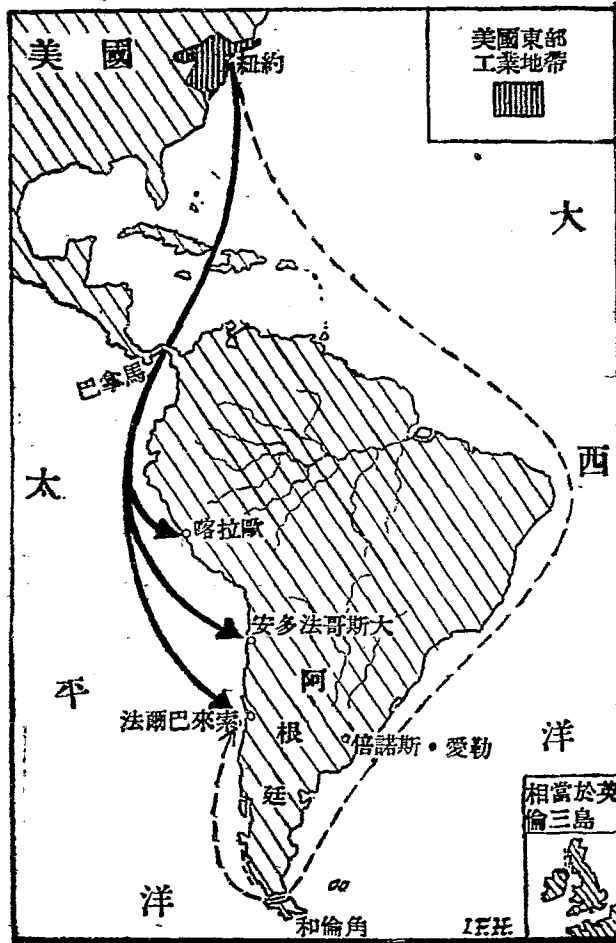 美國
紐約
美國東部
工業地帶
大
西
洋
巴拿馬
太
平
洋
喀拉歐
安多法哥斯大
阿
根
廷
法爾巴來索
倍諾斯•愛勒
相當於英
倫三島
和倫角
I.F.H.